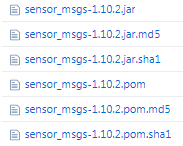 sensor_msgs-1.10.2.jar
sensor_msgs-1.10.2.jar.md5
sensor_msgs-1.10.2.jar.sha1
sensor_msgs-1.10.2.pom
sensor_msgs-1.10.2.pom.md5
sensor_msgs-1.10.2.pom.sha1